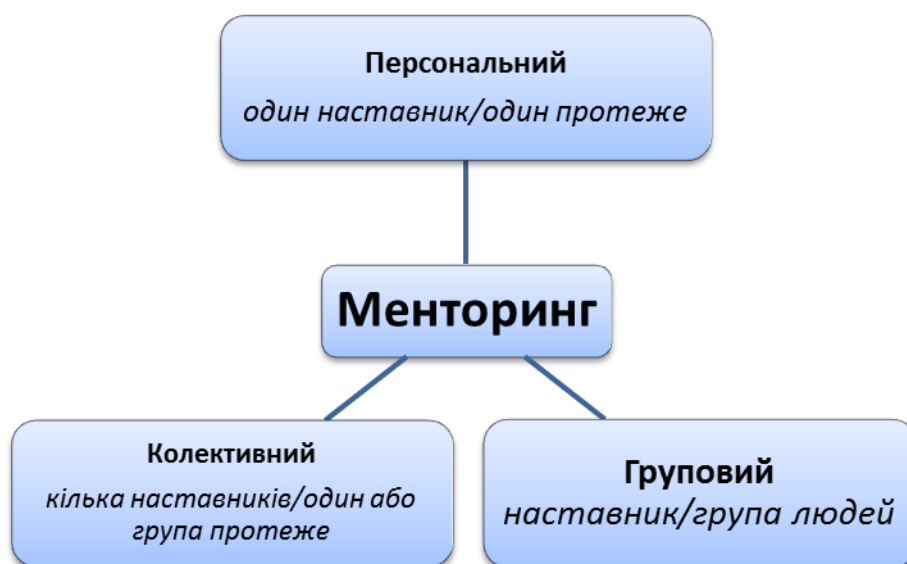 Персональний
один наставник/один протеже
Менторинг
Колективний
кілька наставників/один або
група протеже
Груповий
наставник/група людей